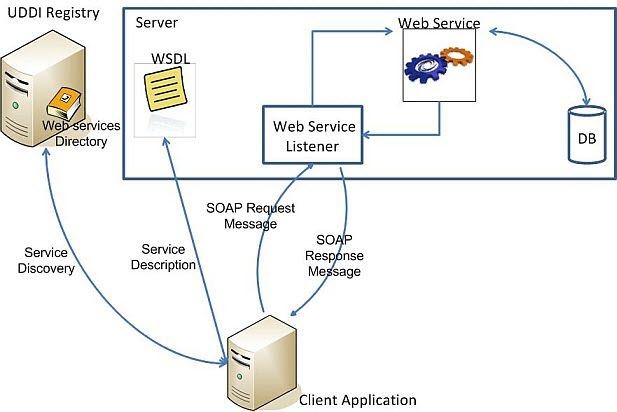 UDDI Registry
Server
Web Service
WSDL
Web services
Directory
Web Service
Listener
DB
SOAP Request
Message
SOAP
Response
Message
Service
Discovery
Service
Description
Client Application